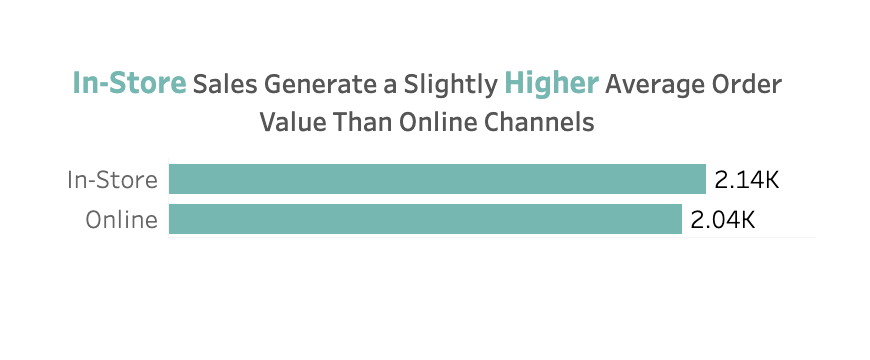 In-Store Sales Generate a Slightly Higher Average Order
Value Than Online Channels
In-Store 2.14K
Online 2.04K